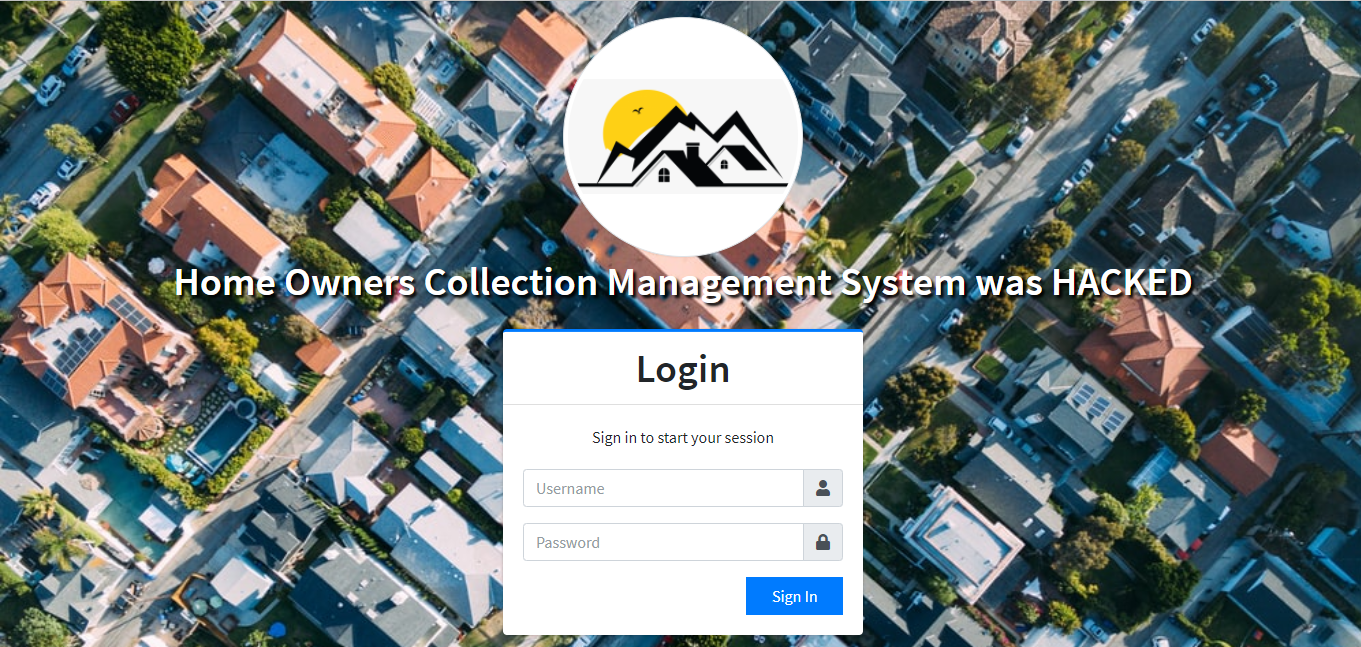 Home Owners Collection Management System was HACKED
Login
Sign in to start your session
Username
Password
Sign In